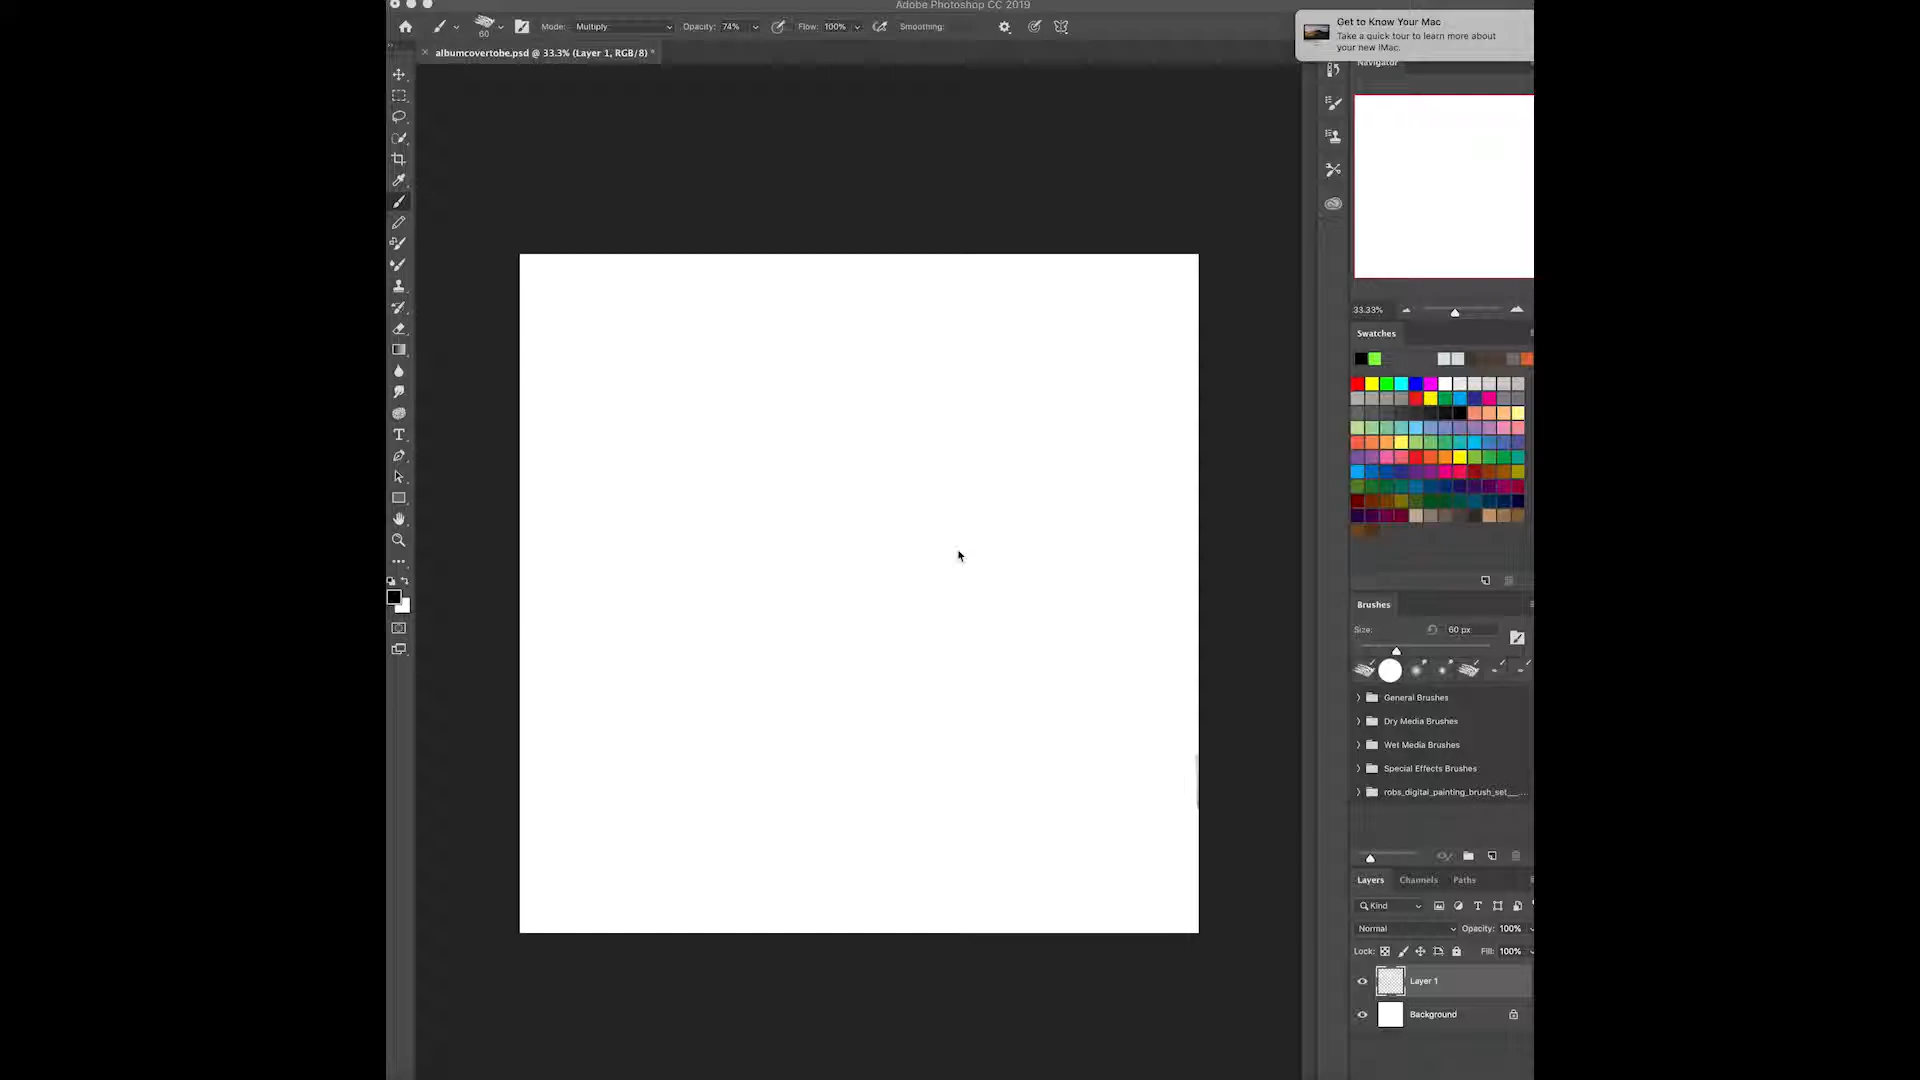 Adobe Photoshop CC 2019
60
Mode: Multiply
Opacity: 74%
Flow: 100%
Smoothing:
Get to Know Your Mac
Take a quick tour to learn more about
your new iMac.
albumcovertobe.psd @ 33.3% (Layer 1, RGB/8) *
Navigator
33.33%
Swatches
Brushes
Size:
60 px
General Brushes
Dry Media Brushes
Wet Media Brushes
Special Effects Brushes
robs_digital_painting_brush_set__...
Layers Channels Paths
Kind
Normal
Opacity: 100%
Lock:
Fill: 100%
Layer 1
Background